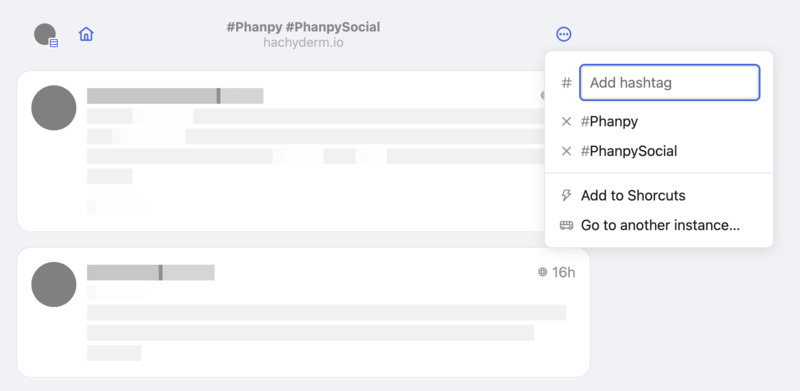 #Phanpy #PhanpySocial
hachyderm.io
# Add hashtag
#Phanpy
#PhanpySocial
Add to Shorcuts
Go to another instance...
16h